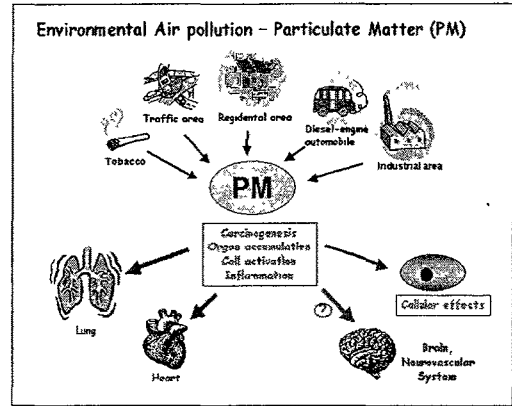 Environmental Air pollution – Particulate Matter (PM)
Traffic area
Regidental area
Diesel-engine
automobile
Tobacco
Industrial area
PM
Carcinogenesis
Organ accumulation
Cell activation
Inflammation
Lung
Heart
?
Cellular effects
Brain,
Neurovascular
System